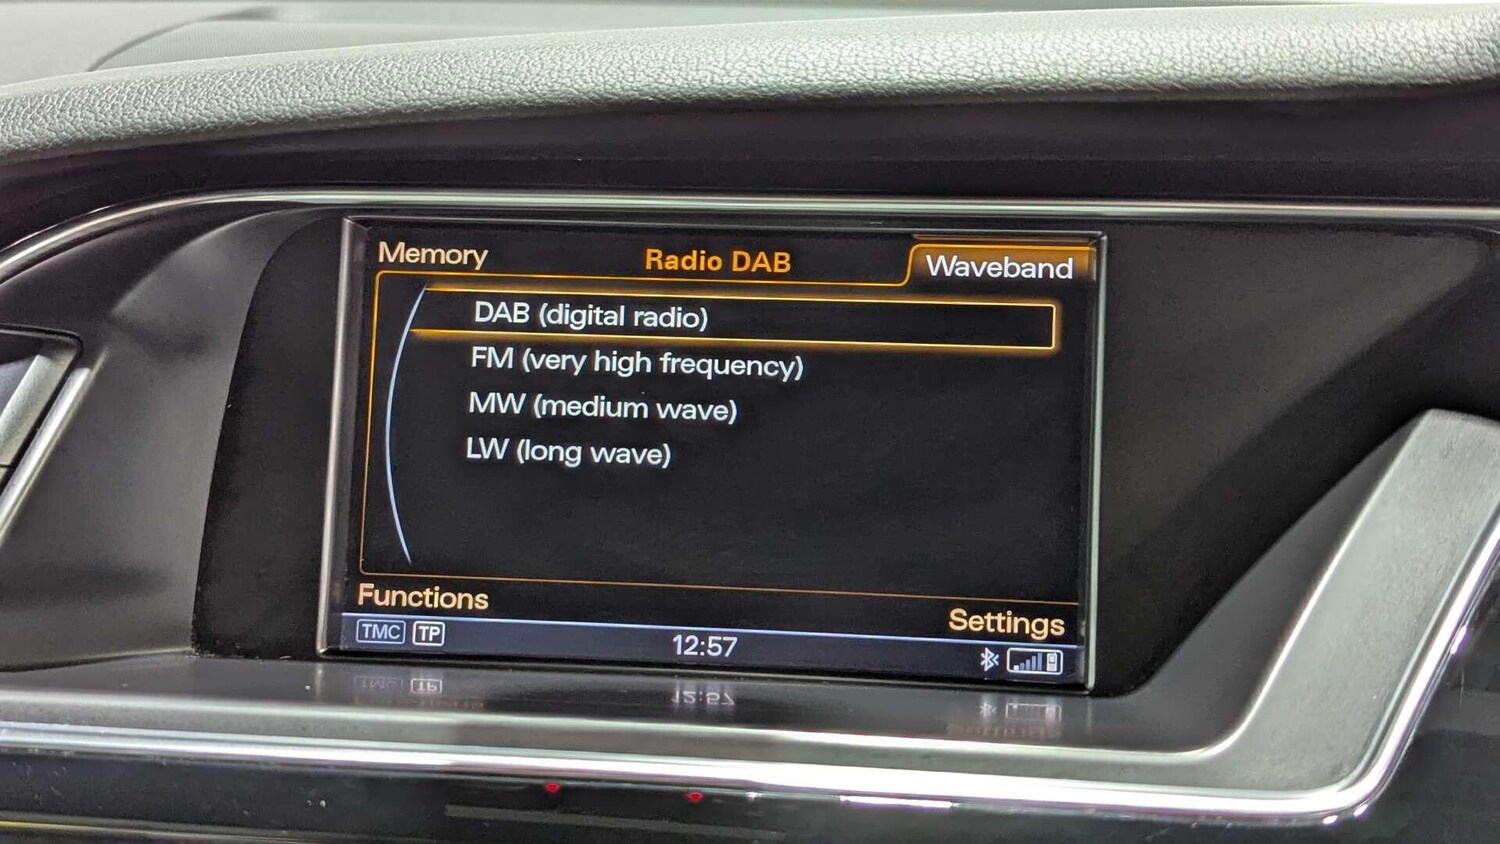 Memory
Radio DAB
Waveband
DAB (digital radio)
FM (very high frequency)
MW (medium wave)
LW (long wave)
Functions
Settings
TMC TP
12:57